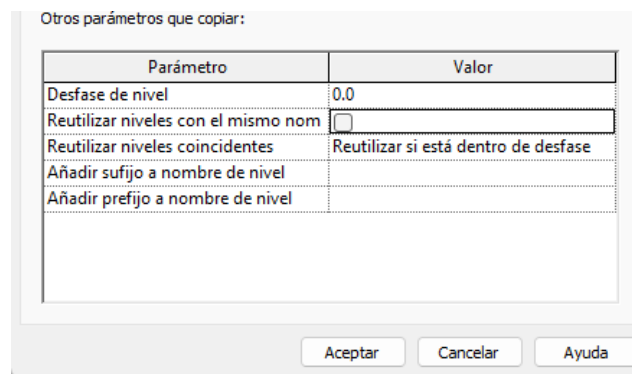 Otros parámetros que copiar:
Parámetro Valor
Desfase de nivel 0.0
Reutilizar niveles con el mismo nom
Reutilizar niveles coincidentes Reutilizar si está dentro de desfase
Añadir sufijo a nombre de nivel
Añadir prefijo a nombre de nivel
Aceptar Cancelar Ayuda